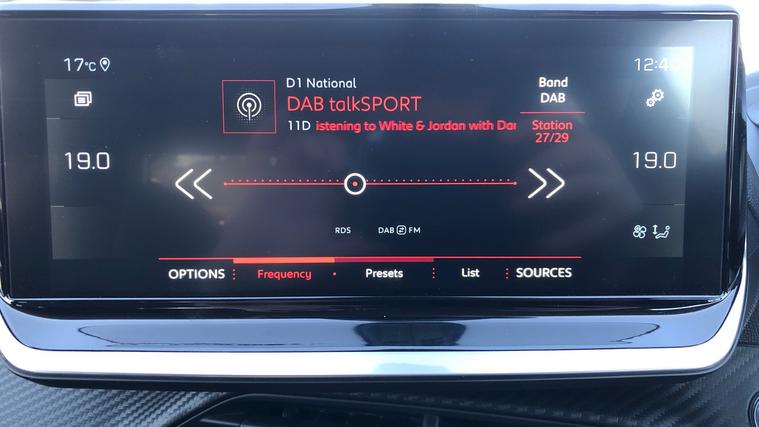 17°C
12:40
D1 National
DAB talkSPORT
11D istening to White & Jordan with Dar
Band
DAB
Station
27/29
19.0
19.0
RDS
DAB FM
OPTIONS
Frequency
Presets
List
SOURCES